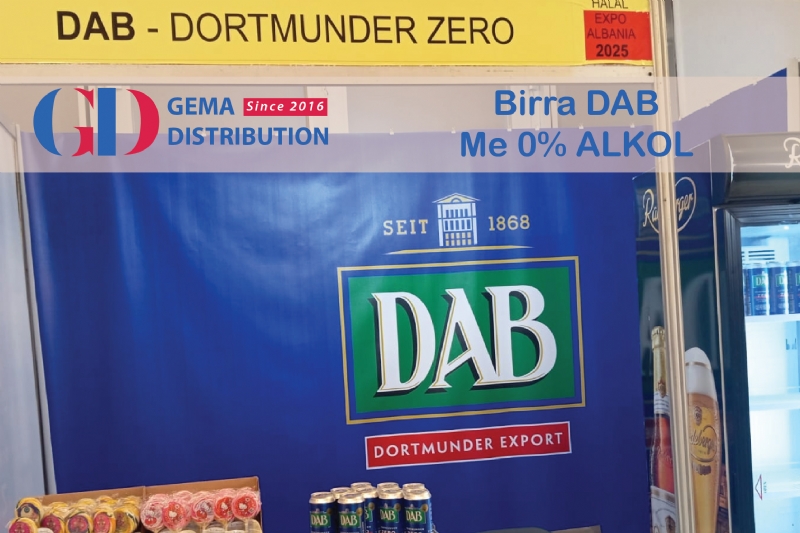 DAB - DORTMUNDER ZERO
HALAL
EXPO
ALBANIA
2025
GEMA
Since 2016
DISTRIBUTION
Birra DAB
Me 0% ALKOL
SEIT 1868
DAB
DORTMUNDER EXPORT
DAB
DAB
DAB